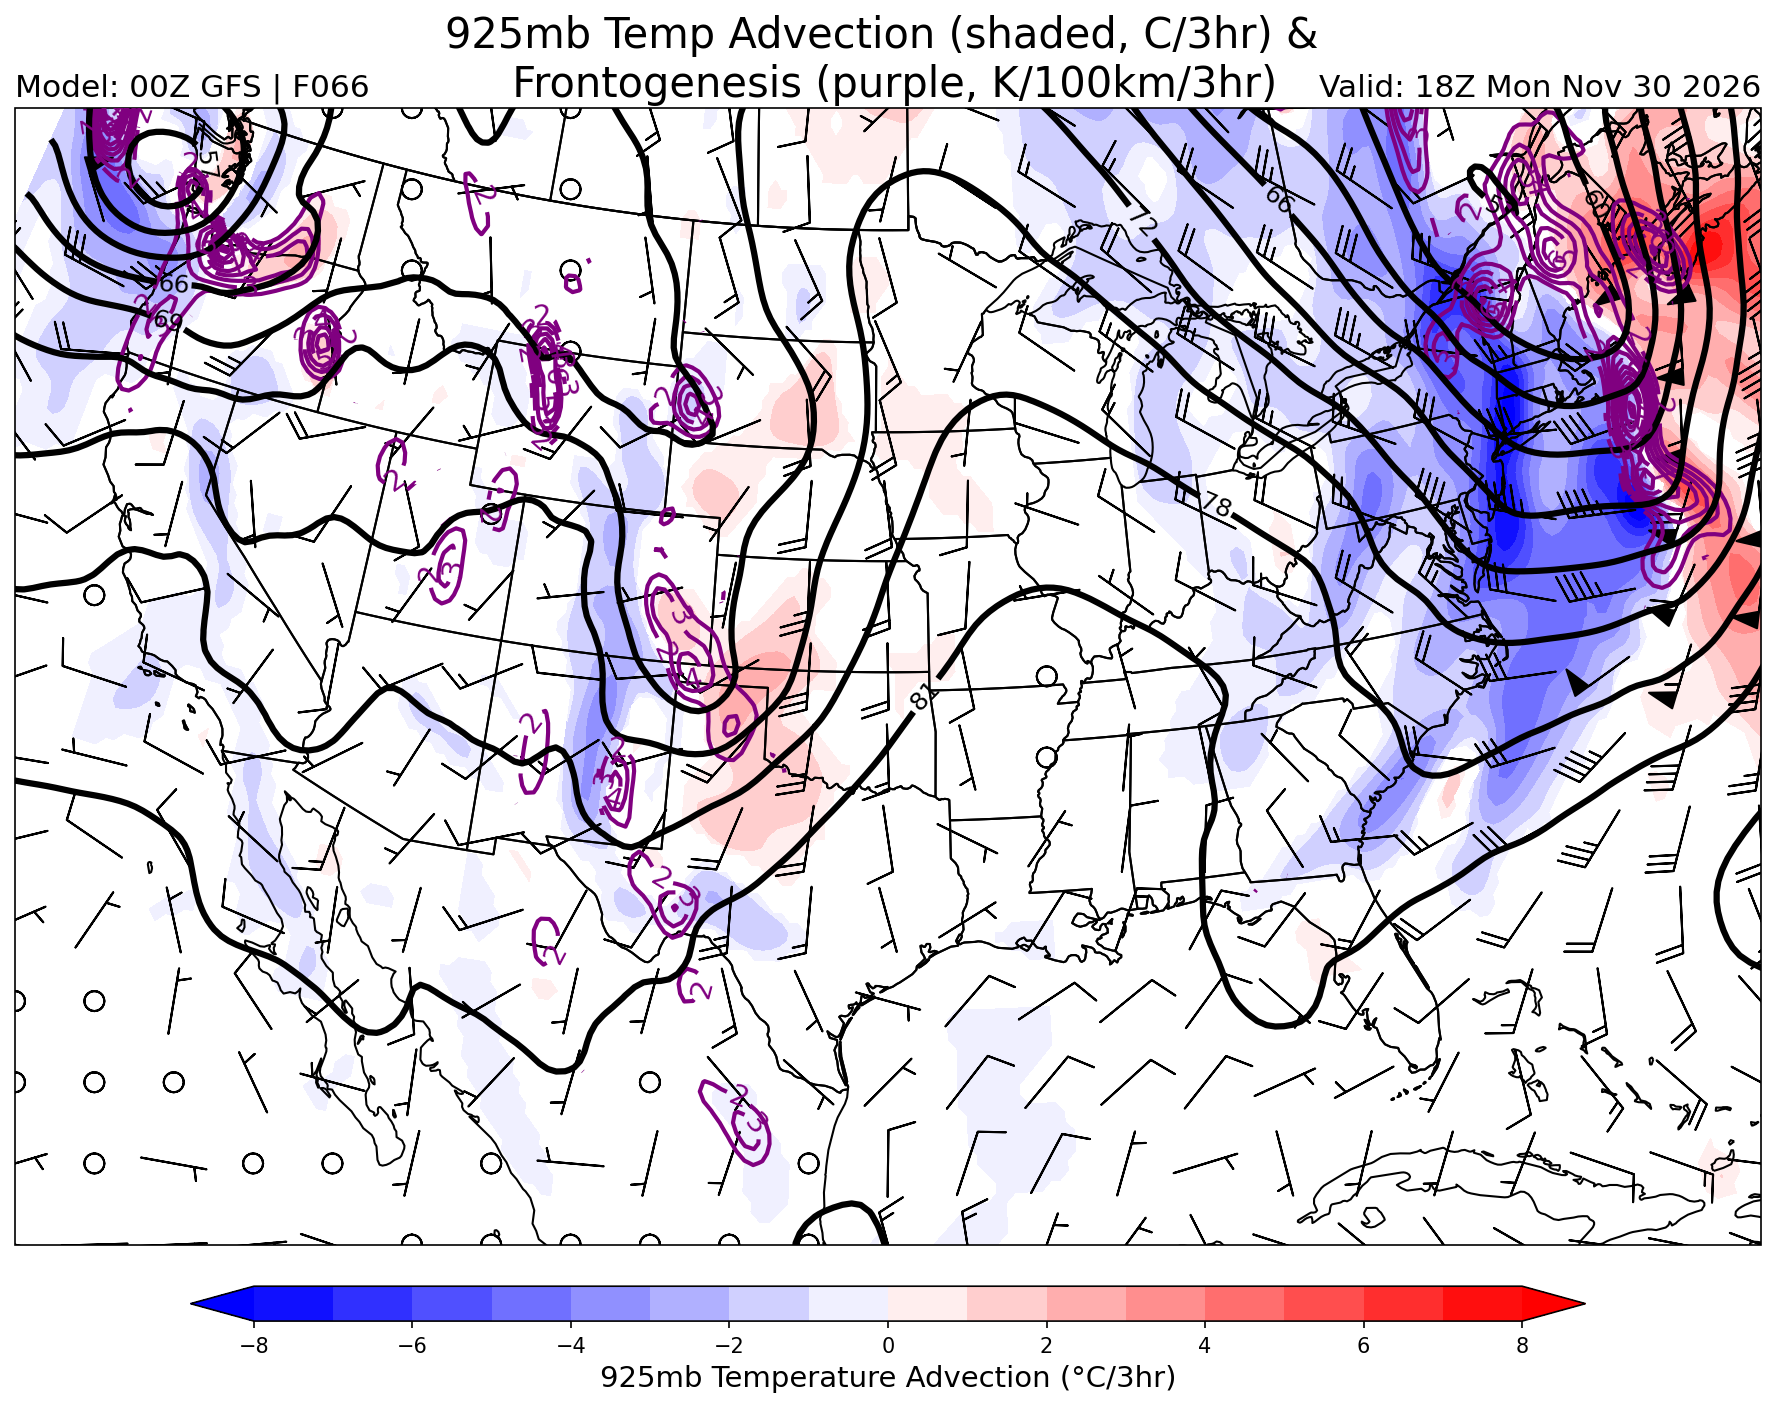 925mb Temp Advection (shaded, C/3hr) &
Frontogenesis (purple, K/100km/3hr)
Model: 00Z GFS | F066
Valid: 18Z Mon Nov 30 2026
57
66
69
72
66
60
78
81
−8 −6 −4 −2 0 2 4 6 8
925mb Temperature Advection (°C/3hr)